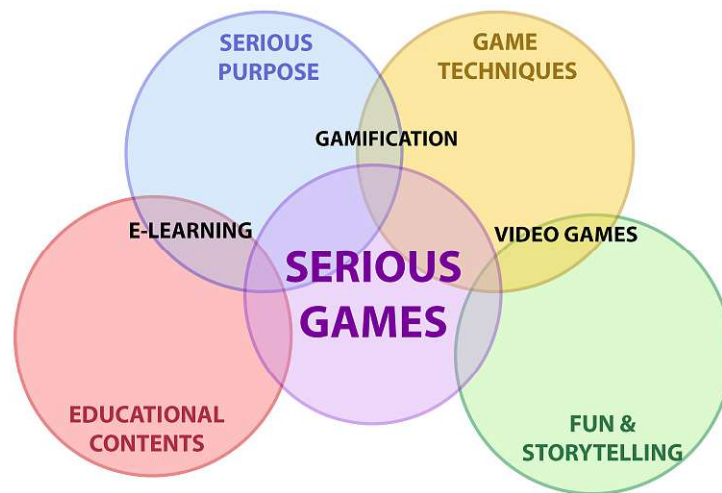 SERIOUS
PURPOSE
GAME
TECHNIQUES
GAMIFICATION
E-LEARNING
VIDEO GAMES
SERIOUS
GAMES
EDUCATIONAL
CONTENTS
FUN &
STORYTELLING